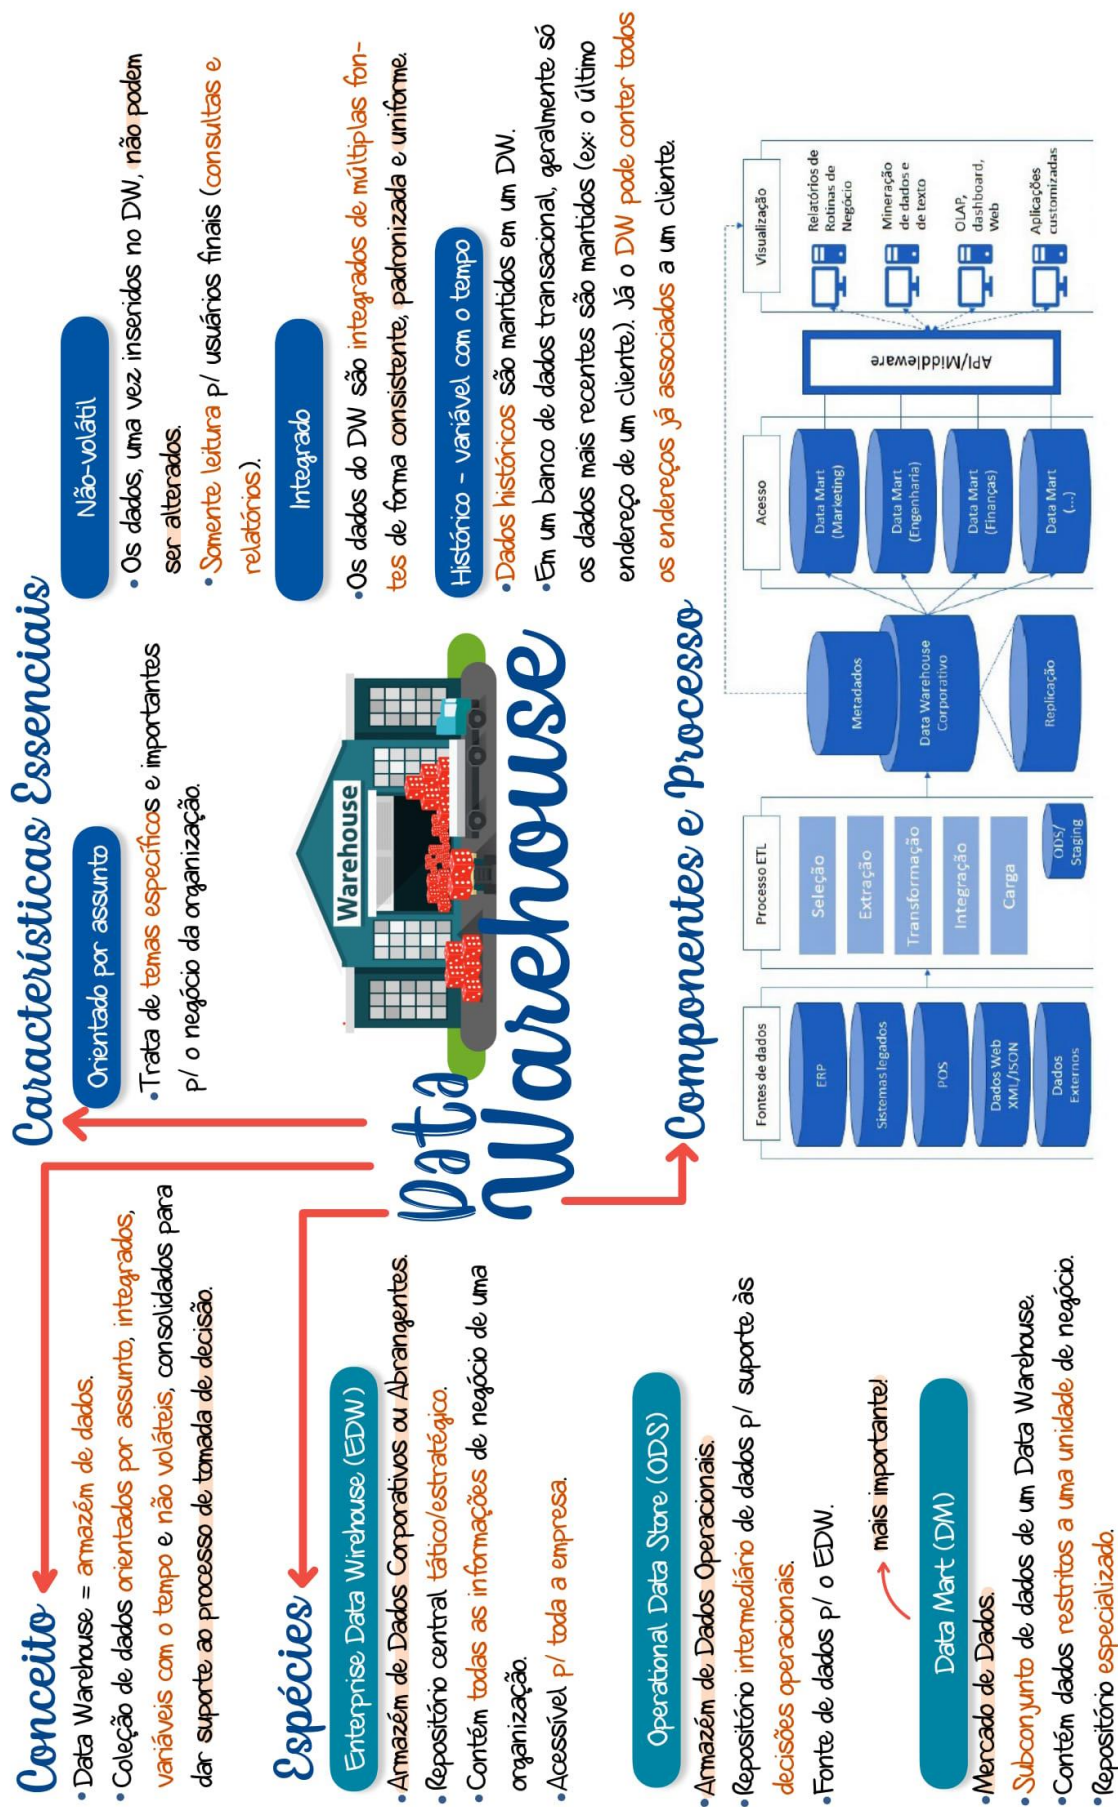 Conceito
• Data Warehouse = armazém de dados.
• Coleção de dados orientados por assunto, integrados,
variáveis com o tempo e não voláteis, consolidados para
dar suporte ao processo de tomada de decisão.
Espécies
Enterprise Data Wirehouse (EDW)
• Armazém de Dados Corporativos ou Abrangentes.
• Repositório central tático/estratégico.
• Contém todas as informações de negócio de uma
organização.
• Acessível p/ toda a empresa.
Operational Data Store (ODS)
• Armazém de Dados Operacionais.
• Repositório intermediário de dados p/ suporte às
decisões operacionais.
• Fonte de dados p/ o EDW.
mais importante!
Data Mart (DM)
• Mercado de Dados.
• Subconjunto de dados de um Data Warehouse.
• Contém dados restritos a uma unidade de negócio.
• Repositório especializado.
Data
Warehouse
Warehouse
Características Essenciais
Orientado por assunto
• Trata de temas específicos e importantes
p/ o negócio da organização.
Não-volátil
• Os dados, uma vez inseridos no DW, não podem
ser alterados.
• Somente leitura p/ usuários finais (consultas e
relatórios).
Integrado
• Os dados do DW são integrados de múltiplas fon-
tes de forma consistente, padronizada e uniforme.
Histórico - variável com o tempo
• Dados históricos são mantidos em um DW.
• Em um banco de dados transacional, geralmente só
os dados mais recentes são mantidos (ex: o último
endereço de um cliente). Já o DW pode conter todos
os endereços já associados a um cliente.
Componentes e Processo
Fontes de dados
ERP
Sistemas legados
POS
Dados Web
XML/JSON
Dados
Externos
Processo ETL
Seleção
Extração
Transformação
Integração
Carga
ODS/
Staging
Metadados
Data Warehouse
Corporativo
Replicação
Acesso
Data Mart
(Marketing)
Data Mart
(Engenharia)
Data Mart
(Finanças)
Data Mart
(...)
API/Middleware
Visualização
Relatórios de
Rotinas de
Negócio
Mineração
de dados e
de texto
OLAP,
dashboard,
Web
Aplicações
customizadas